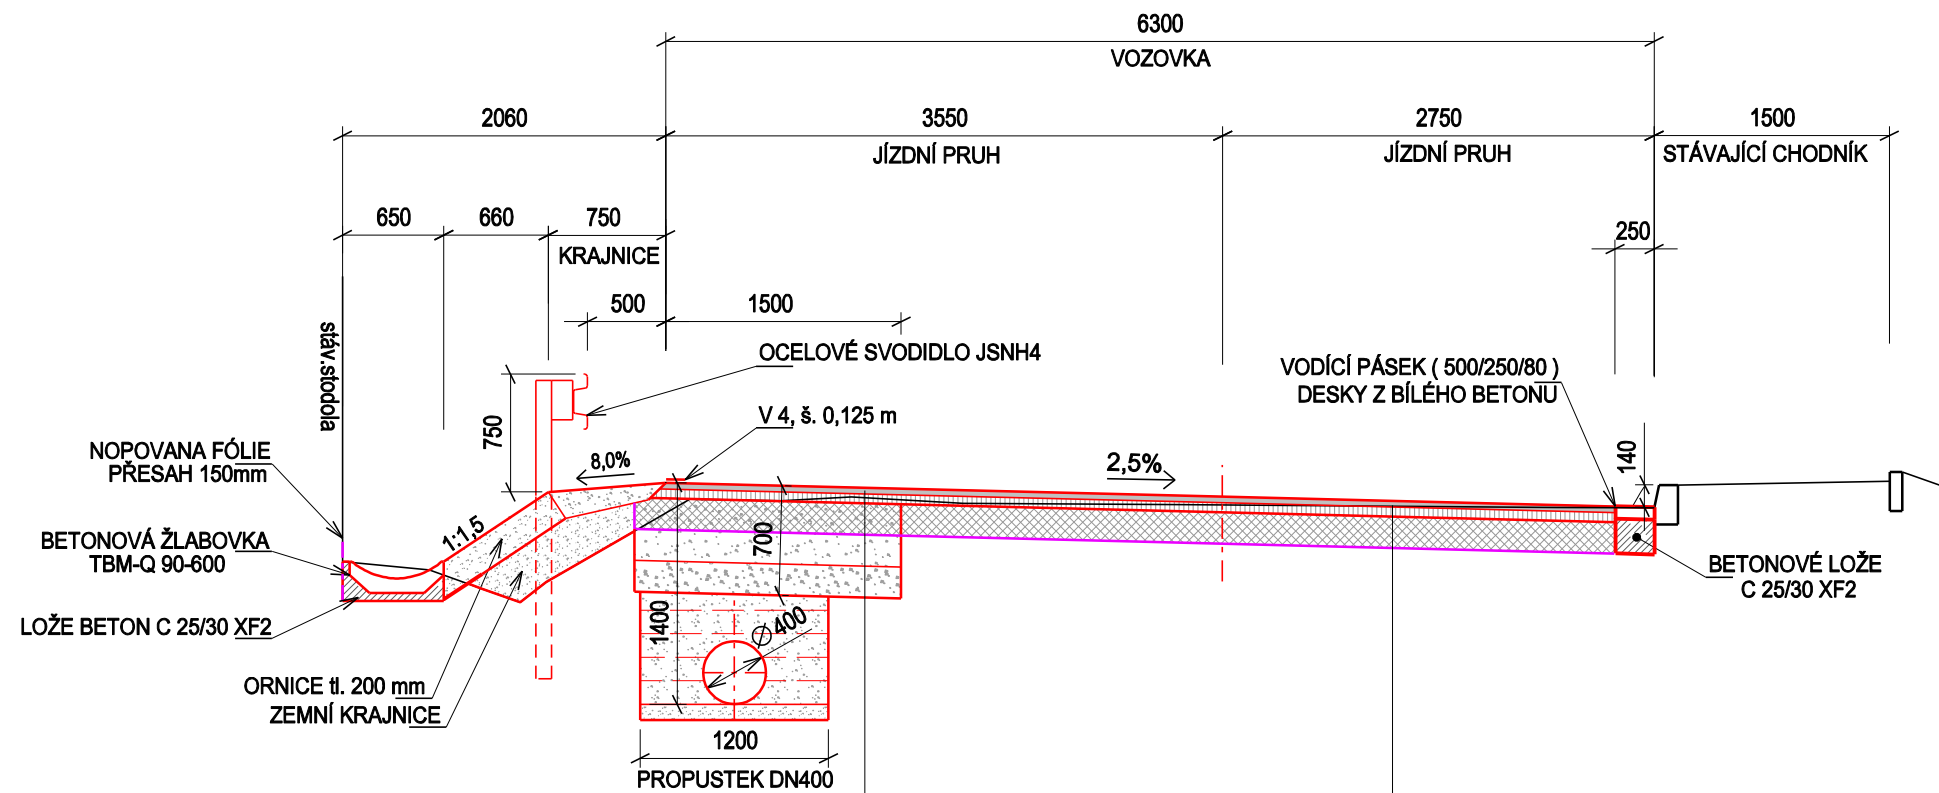 6300
VOZOVKA
2060
3550
2750
1500
JÍZDNÍ PRUH
JÍZDNÍ PRUH
STÁVAJÍCÍ CHODNÍK
650
660
750
250
KRAJNICE
500
1500
stáv.stodola
OCELOVÉ SVODIDLO JSNH4
VODÍCÍ PÁSEK ( 500/250/80 )
DESKY Z BÍLÉHO BETONU
750
V 4, š. 0,125 m
NOPOVANA FÓLIE
PŘESAH 150mm
8,0%
2,5%
140
1:1,5
700
BETONOVÁ ŽLABOVKA
TBM-Q 90-600
BETONOVÉ LOŽE
C 25/30 XF2
1400
Ø 400
LOŽE BETON C 25/30 XF2
ORNICE tl. 200 mm
ZEMNÍ KRAJNICE
1200
PROPUSTEK DN400